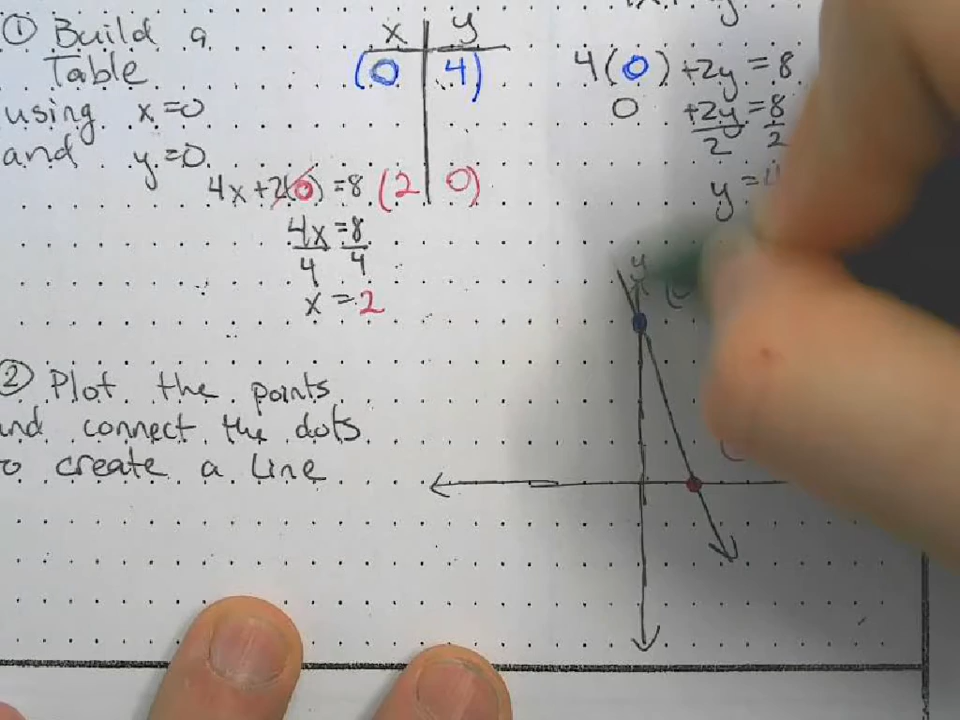 ① Build a
Table
using x=0
and y=0
x y
(0 4)
(2 0)
4(0) +2y = 8
0 +2y = 8
2 2
y = 4
4x+2(0) = 8
4x = 8
4 4
x = 2
y
② Plot the points
and connect the dots
to create a line